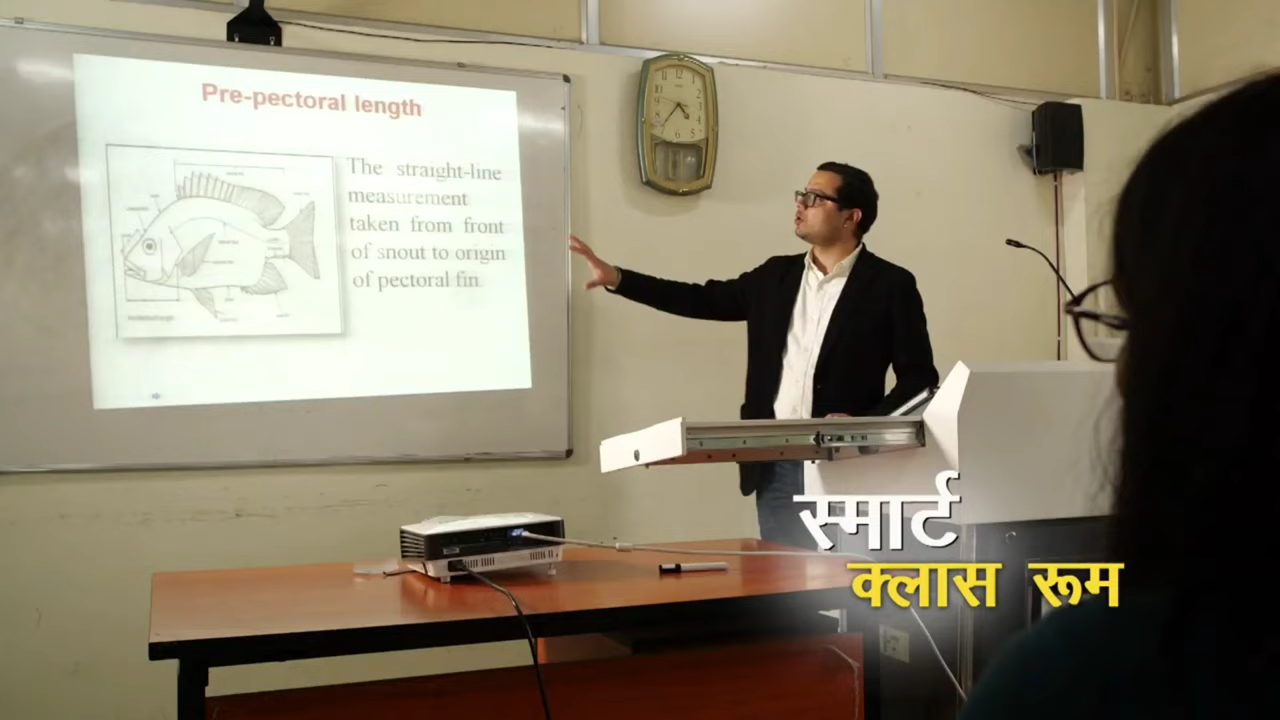 Pre-pectoral length
The straight-line
measurement
taken from front
of snout to origin
of pectoral fin.
स्मार्ट
क्लास रूम